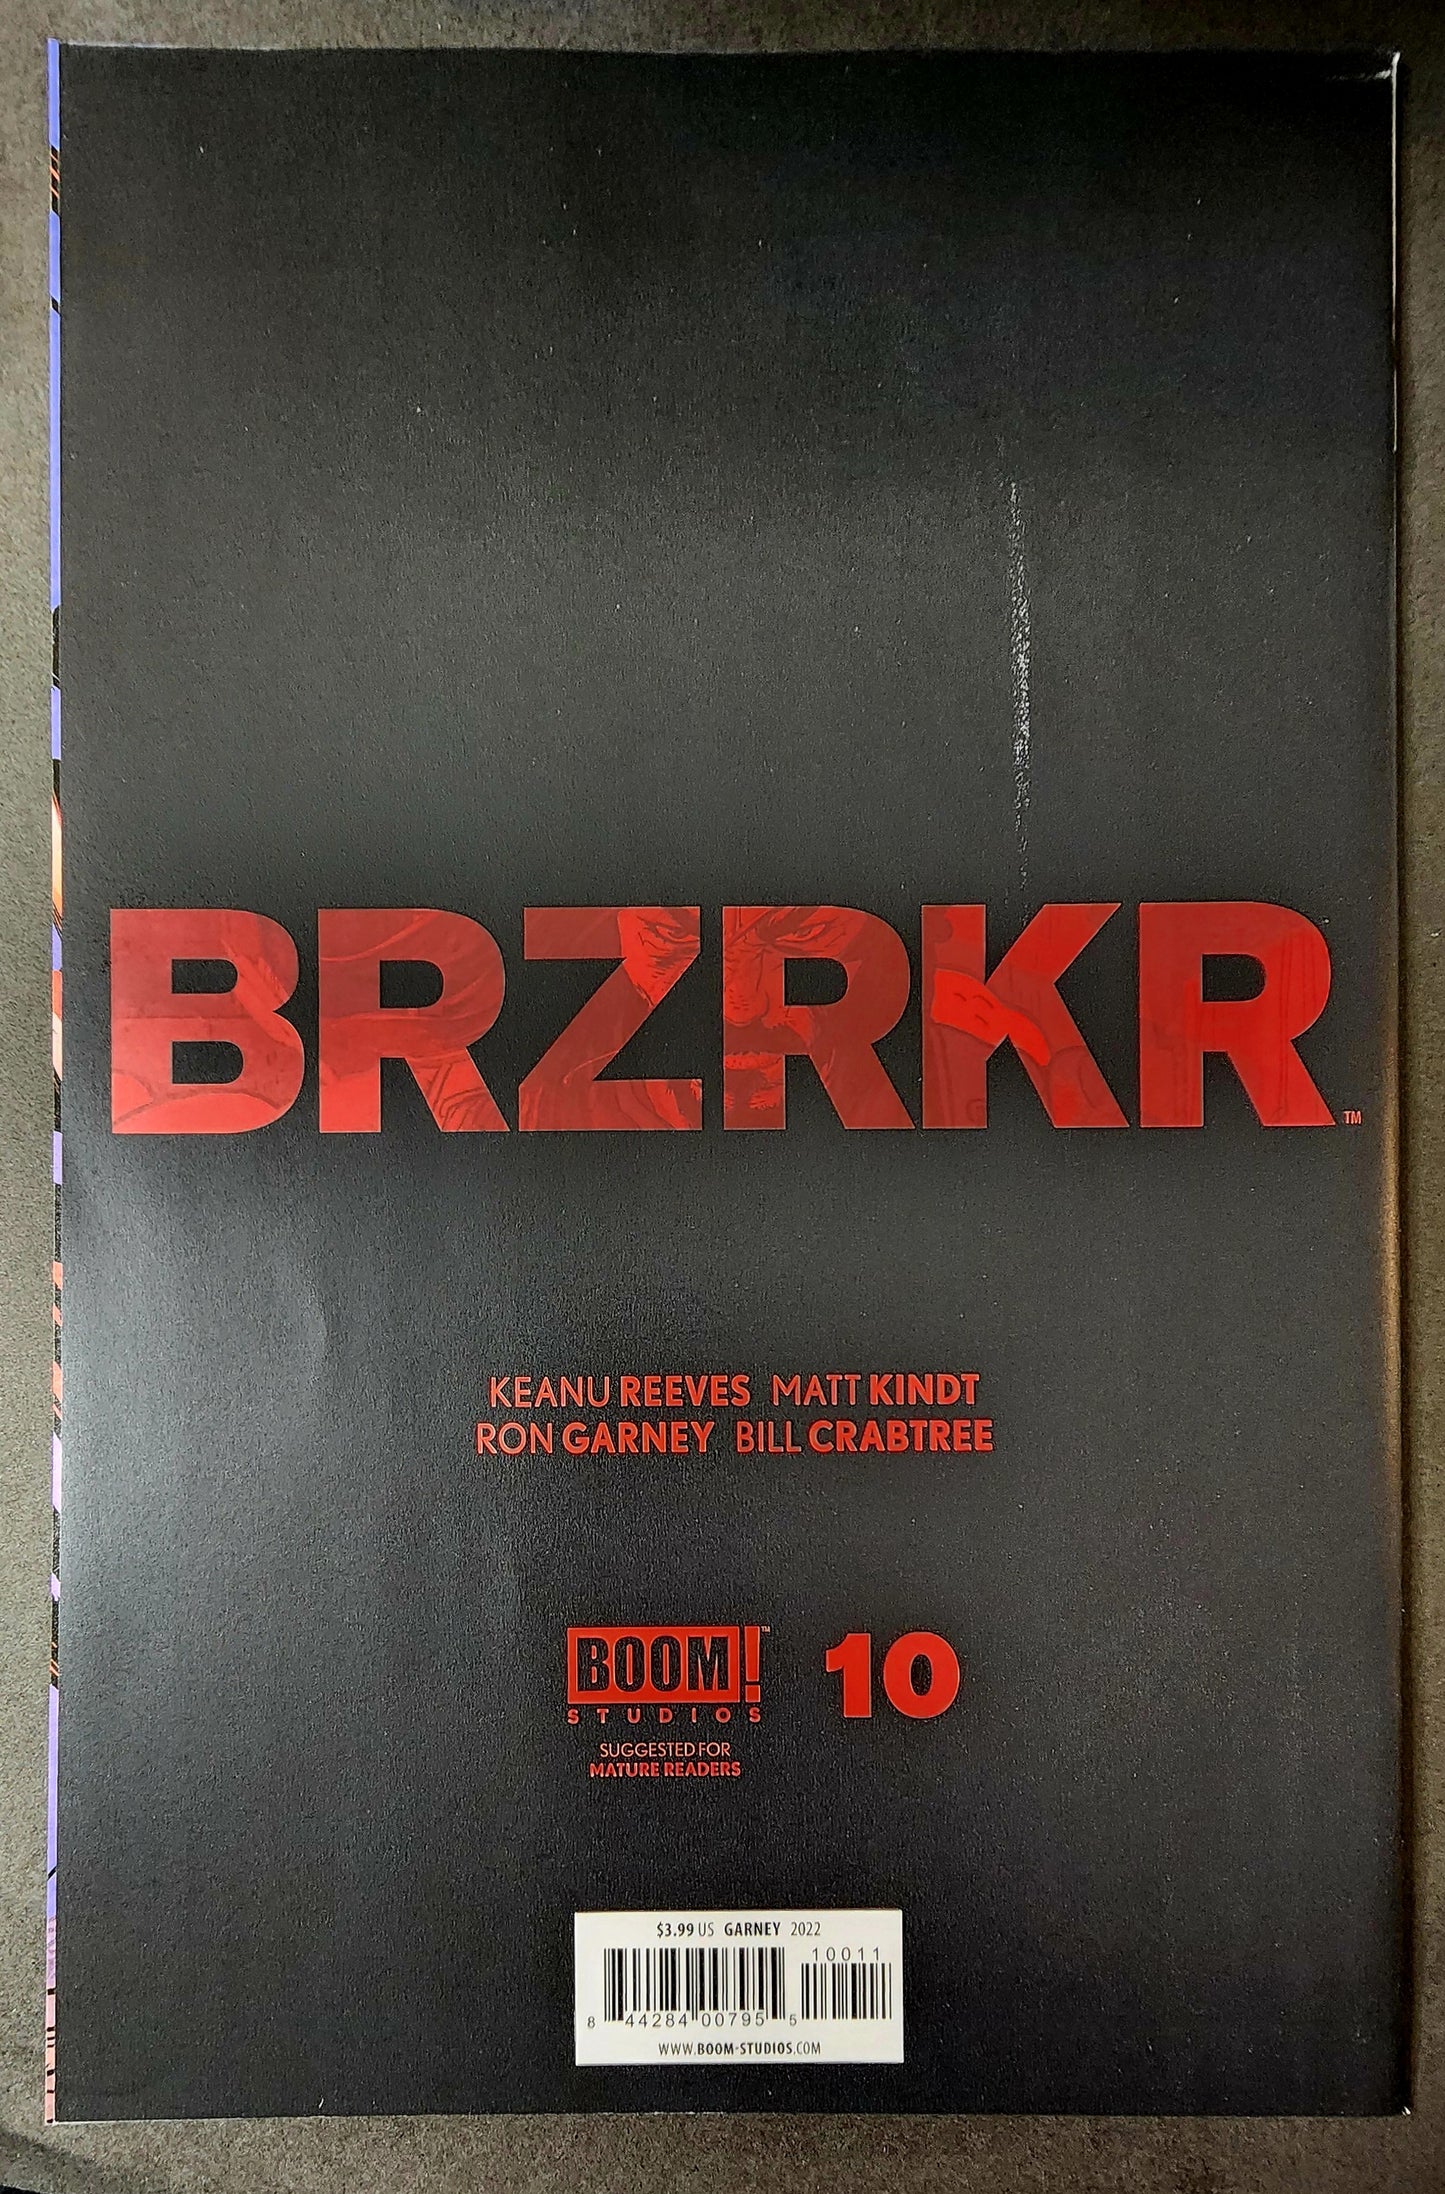 BRZRKR™
KEANU REEVES MATT KINDT
RON GARNEY BILL CRABTREE
BOOM!™ 10
STUDIOS
SUGGESTED FOR
MATURE READERS
$3.99 US GARNEY 2022
10011
8 44284 00795 5
WWW.BOOM-STUDIOS.COM